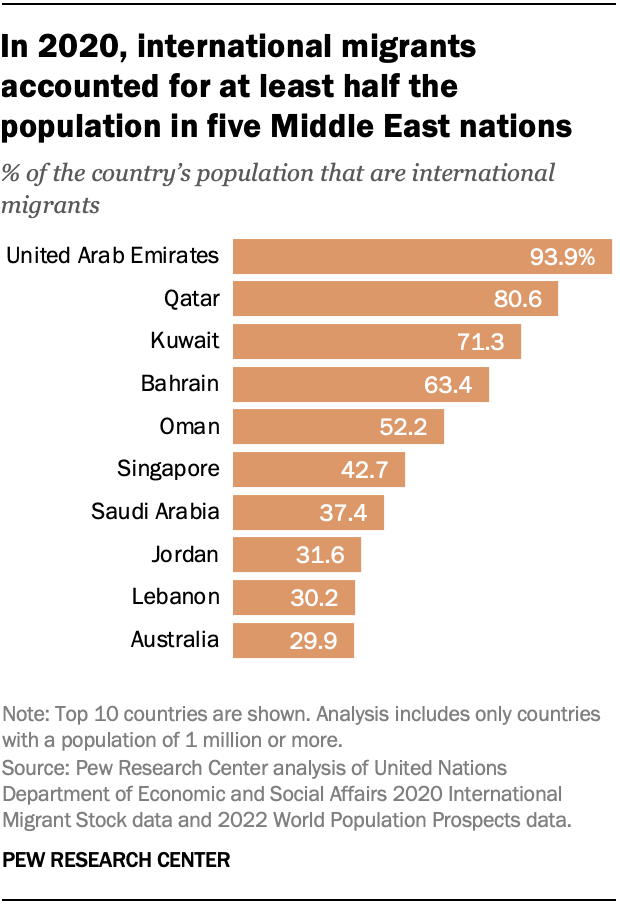 In 2020, international migrants
accounted for at least half the
population in five Middle East nations
% of the country’s population that are international
migrants
United Arab Emirates 93.9%
Qatar 80.6
Kuwait 71.3
Bahrain 63.4
Oman 52.2
Singapore 42.7
Saudi Arabia 37.4
Jordan 31.6
Lebanon 30.2
Australia 29.9
Note: Top 10 countries are shown. Analysis includes only countries
with a population of 1 million or more.
Source: Pew Research Center analysis of United Nations
Department of Economic and Social Affairs 2020 International
Migrant Stock data and 2022 World Population Prospects data.
PEW RESEARCH CENTER